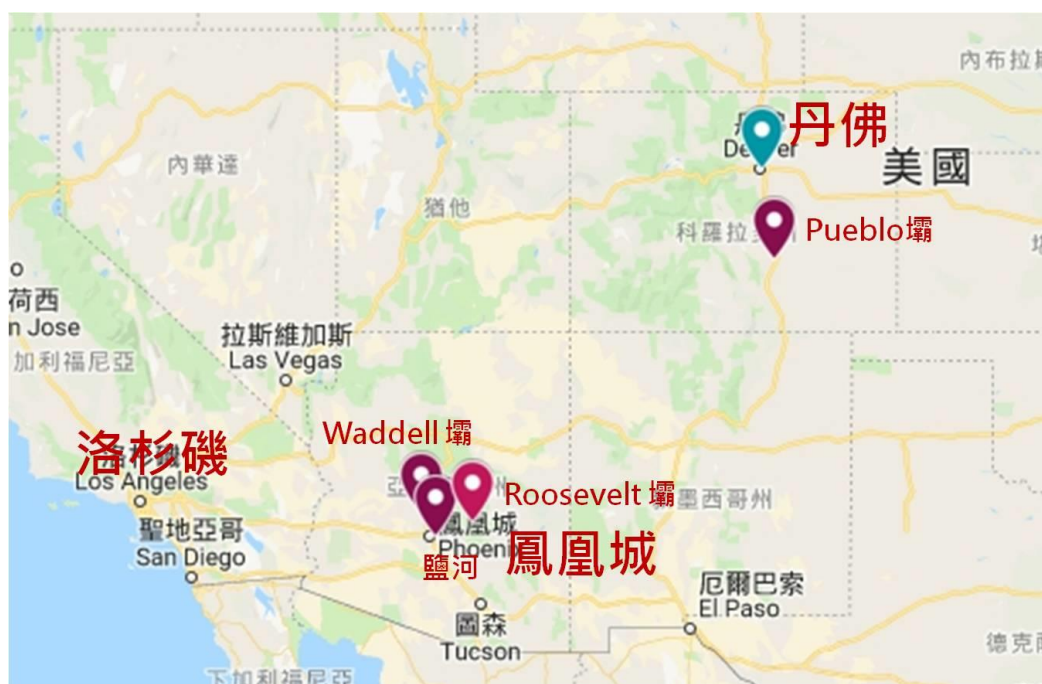 內布拉
丹佛
De er
美國
內華達
猶他
科羅拉
Pueblo壩
荷西
n Jose
拉斯維加斯
Las Vegas
加利福尼亞
Waddell 壩
洛杉磯
Los Angeles
亞
州
Roosevelt 壩
墨西哥州
聖地亞哥
San Diego
鳳凰城
Phoenix
鹽河
鳳凰城
厄爾巴索
El Paso
圖森
Tucson
德克
下加利福尼亞